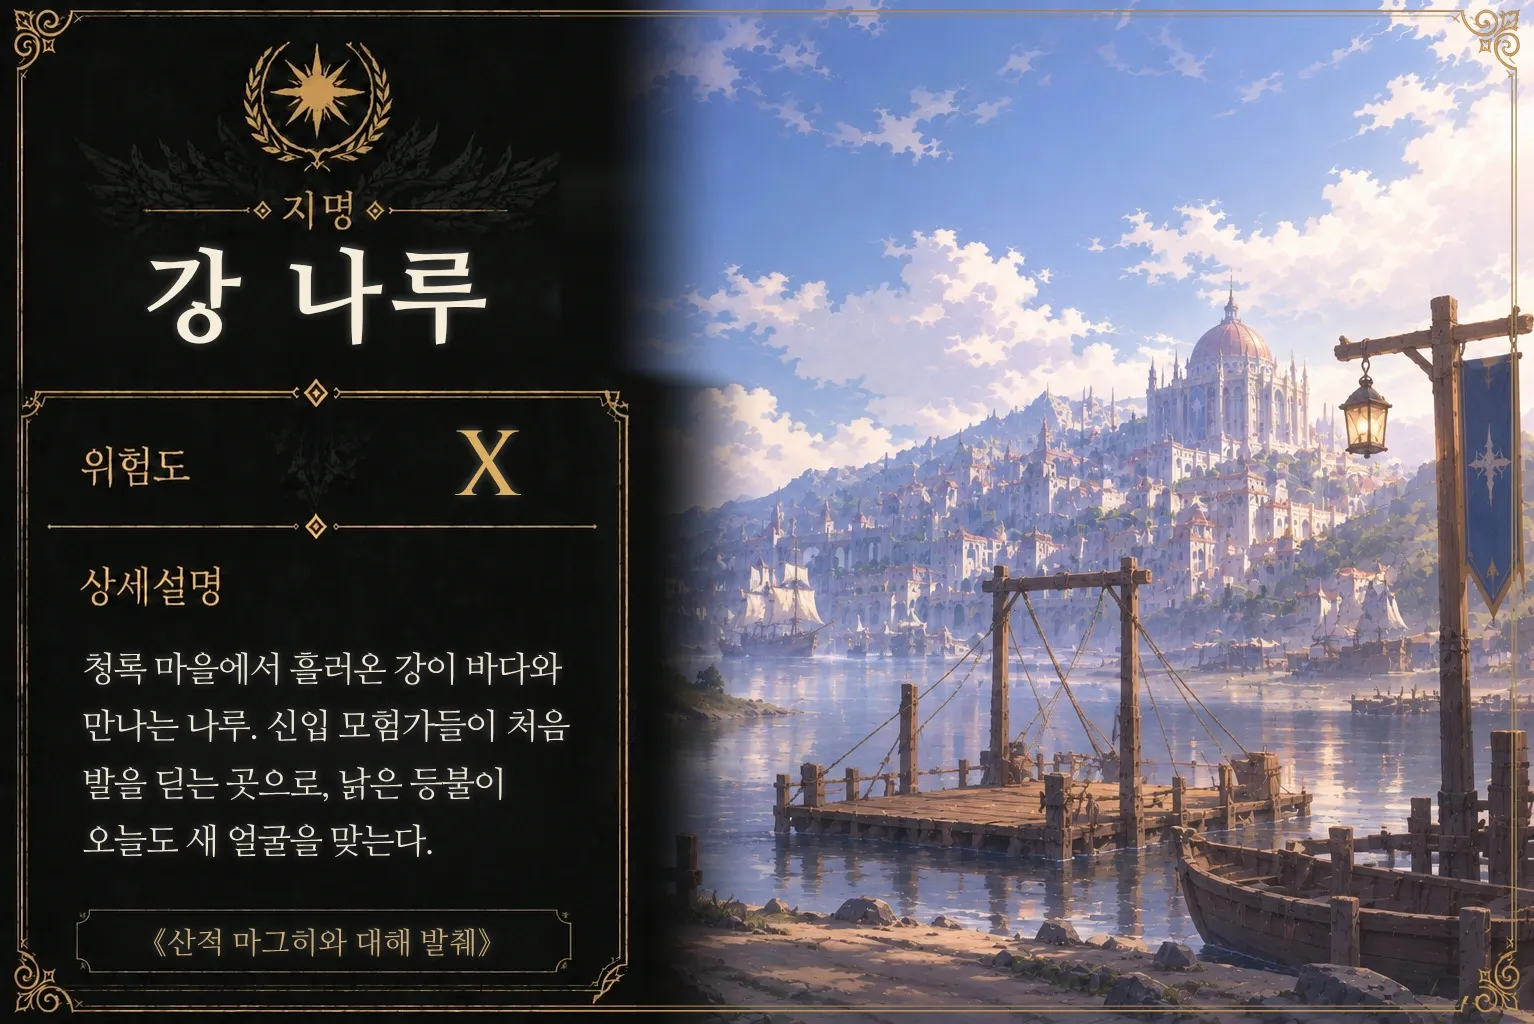 지명
강 나루
위험도
X
상세설명
청록 마을에서 흘러온 강이 바다와
만나는 나루. 신입 모험가들이 처음
발을 딛는 곳으로, 낡은 등불이
오늘도 새 얼굴을 맞는다.
《산적 마그히와 대해 발췌》